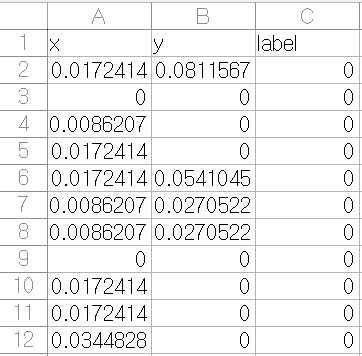 A B C
1 x y label
2 0.0172414 0.0811567 0
3 0 0 0
4 0.0086207 0 0
5 0.0172414 0 0
6 0.0172414 0.0541045 0
7 0.0086207 0.0270522 0
8 0.0086207 0.0270522 0
9 0 0 0
10 0.0172414 0 0
11 0.0172414 0 0
12 0.0344828 0 0